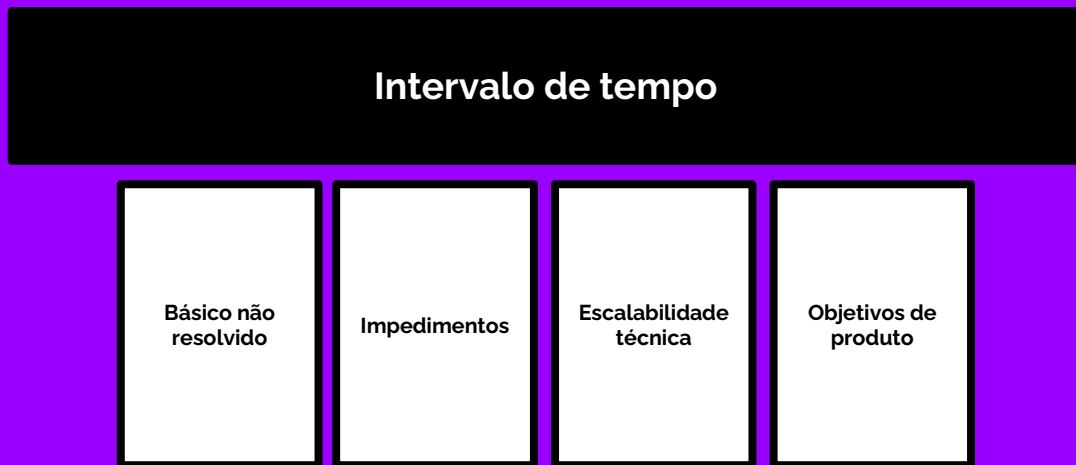 Intervalo de tempo
Básico não
resolvido
Impedimentos
Escalabilidade
técnica
Objetivos de
produto